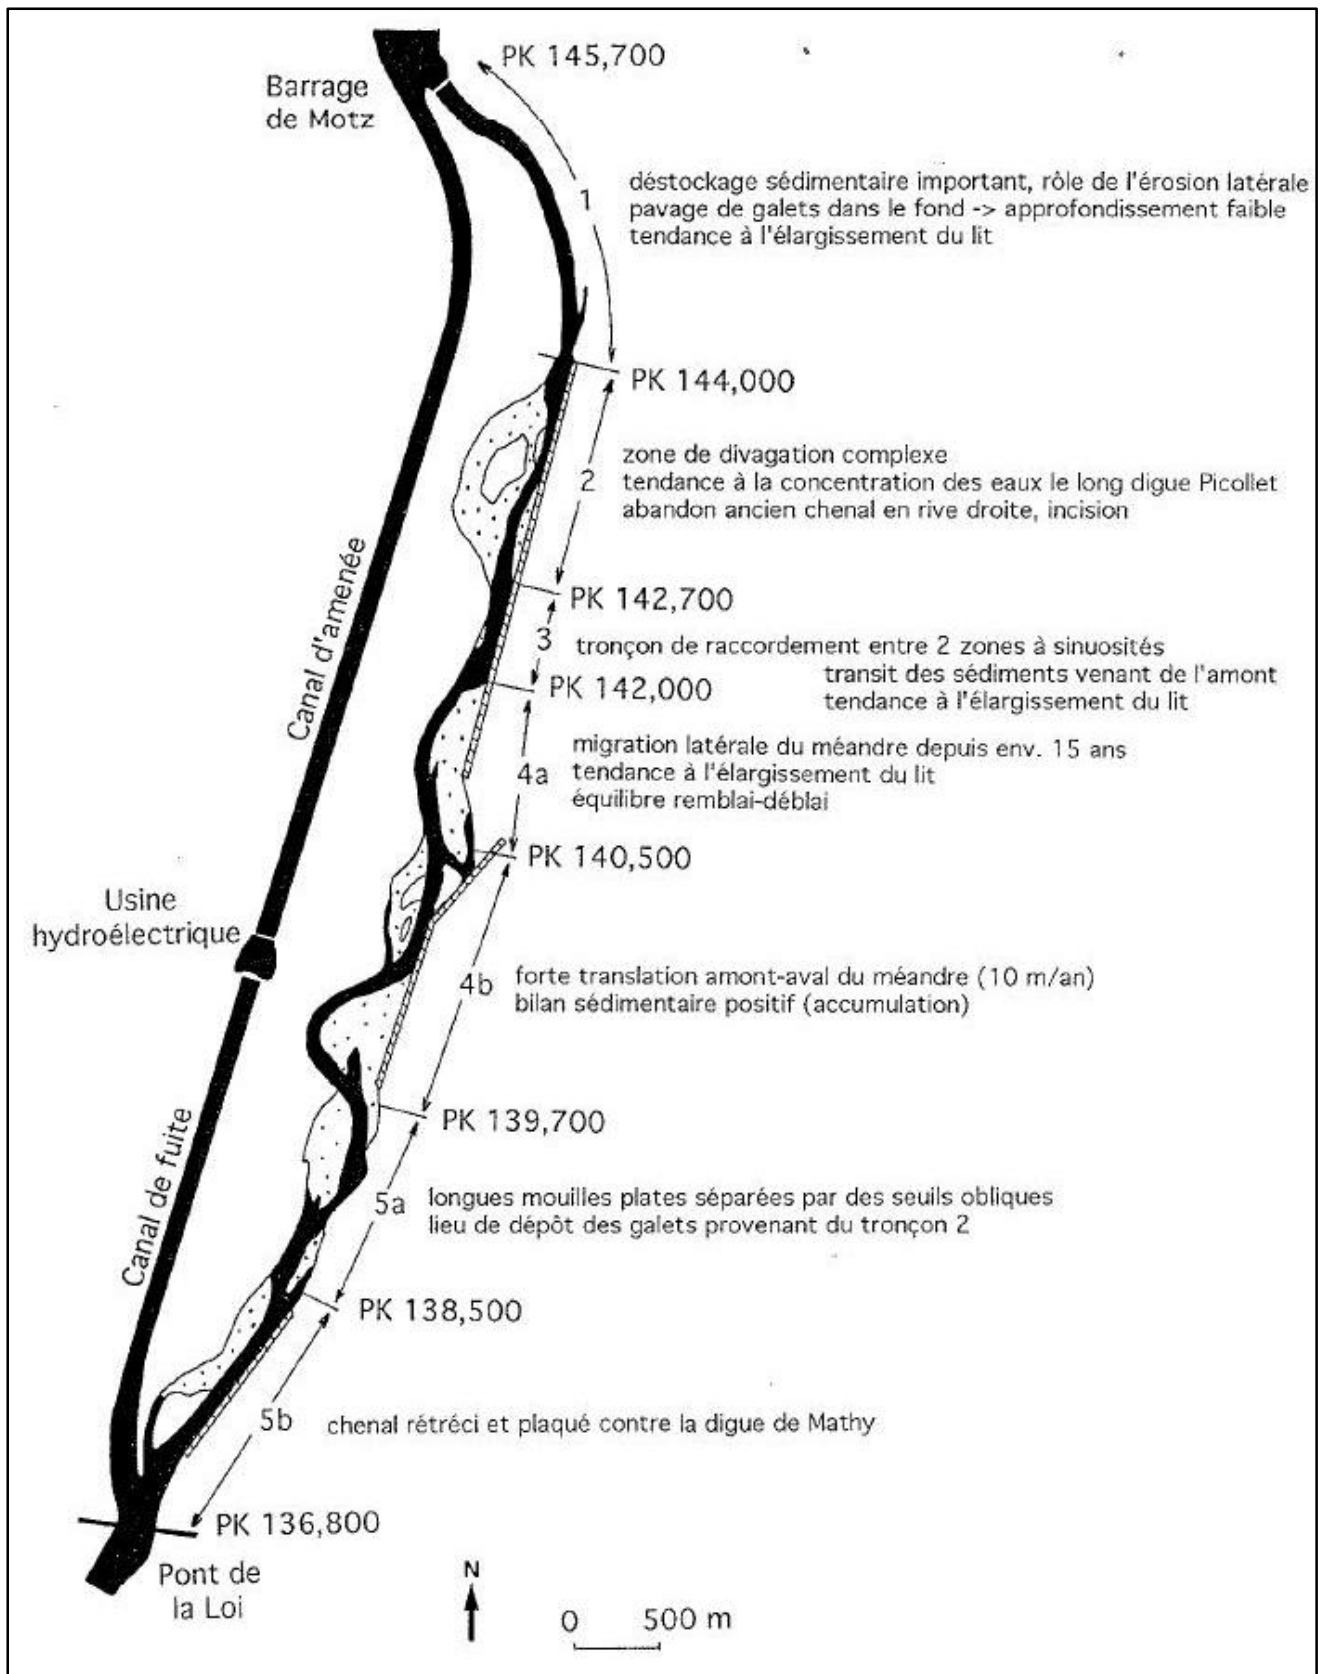 PK 145,700
Barrage
de Motz
1
déstockage sédimentaire important, rôle de l'érosion latérale
pavage de galets dans le fond -> approfondissement faible
tendance à l'élargissement du lit
PK 144,000
2
zone de divagation complexe
tendance à la concentration des eaux le long digue Picollet
abandon ancien chenal en rive droite, incision
Canal d'amenée
PK 142,700
3
tronçon de raccordement entre 2 zones à sinuosités
transit des sédiments venant de l'amont
tendance à l'élargissement du lit
PK 142,000
4a
migration latérale du méandre depuis env. 15 ans
tendance à l'élargissement du lit
équilibre remblai-déblai
PK 140,500
Usine
hydroélectrique
4b
forte translation amont-aval du méandre (10 m/an)
bilan sédimentaire positif (accumulation)
PK 139,700
Canal de fuite
5a
longues mouilles plates séparées par des seuils obliques
lieu de dépôt des galets provenant du tronçon 2
PK 138,500
5b
chenal rétréci et plaqué contre la digue de Mathy
PK 136,800
Pont de
la Loi
N
0 500 m